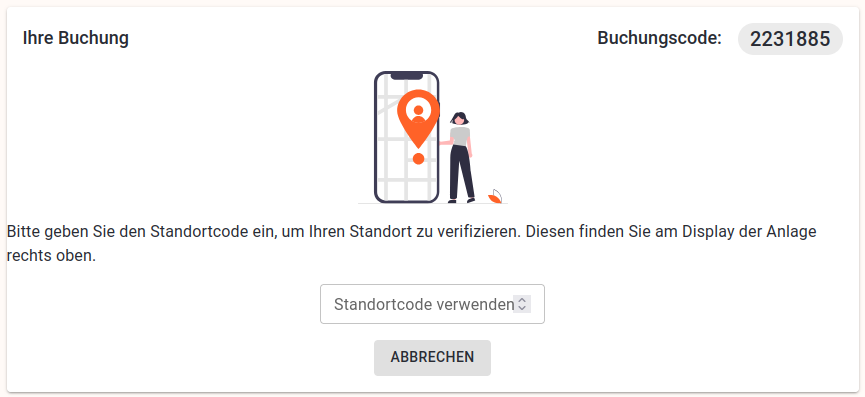 Ihre Buchung
Buchungscode: 2231885
Bitte geben Sie den Standortcode ein, um Ihren Standort zu verifizieren. Diesen finden Sie am Display der Anlage
rechts oben.
Standortcode verwenden
ABBRECHEN